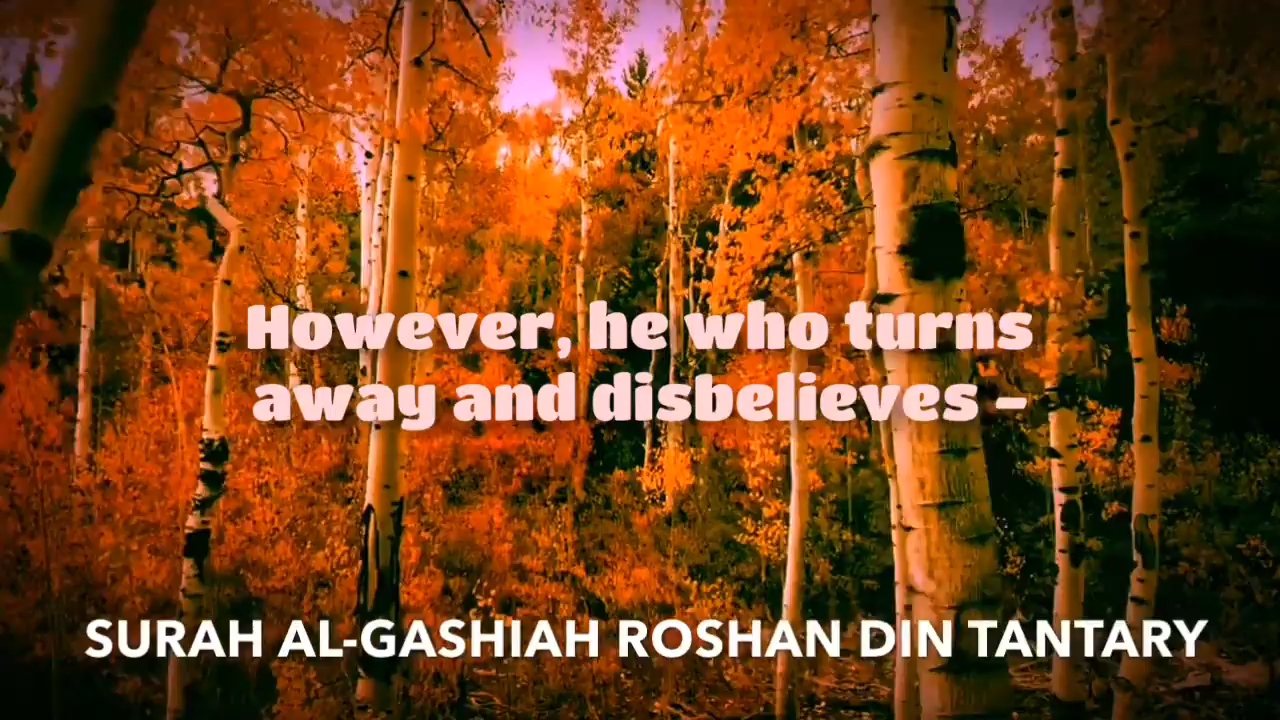 However, he who turns
away and disbelieves -
SURAH AL-GASHIAH ROSHAN DIN TANTARY